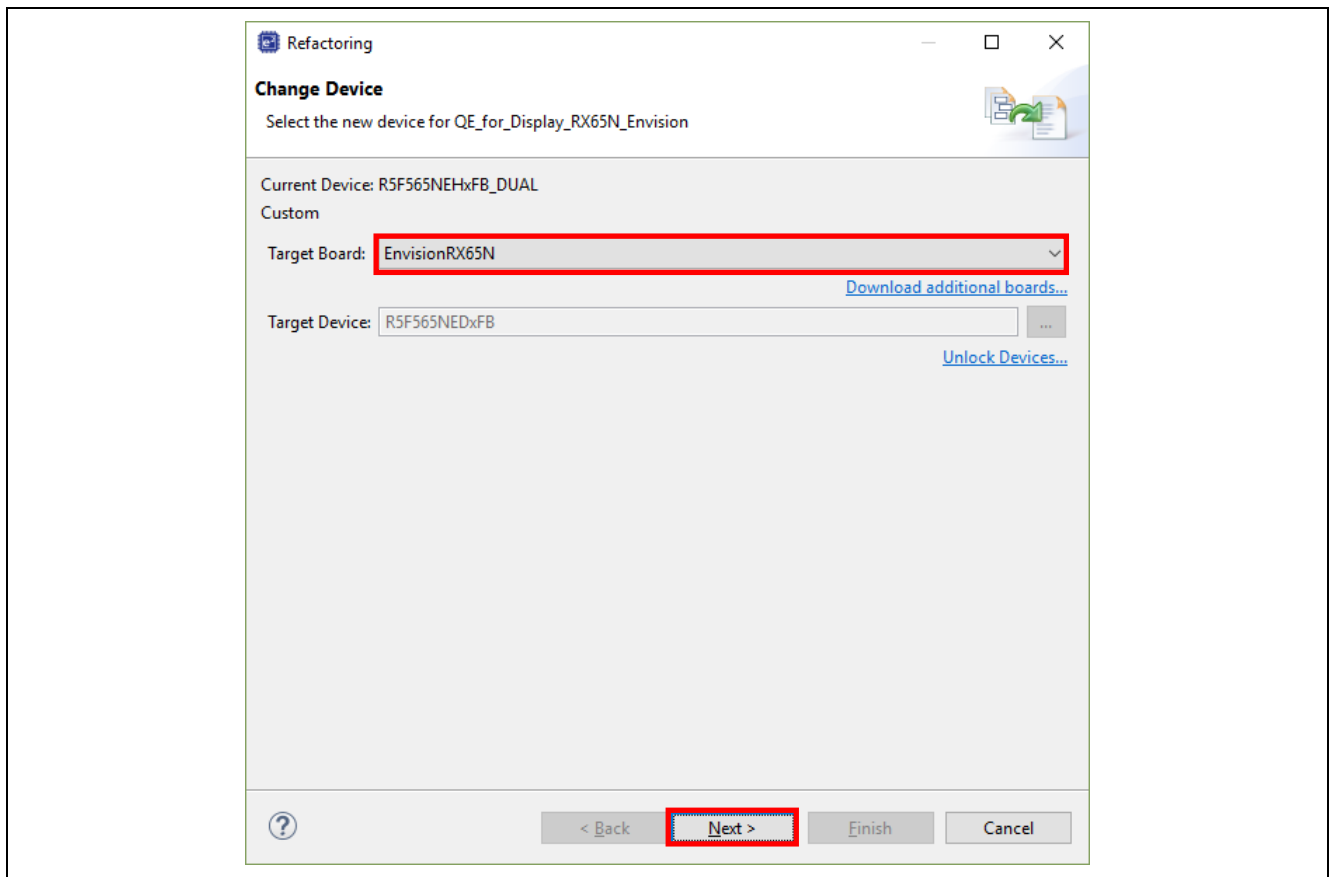 Refactoring
Change Device
Select the new device for QE_for_Display_RX65N_Envision
Current Device: R5F565NEHxFB_DUAL
Custom
Target Board: EnvisionRX65N
Download additional boards...
Target Device: R5F565NEDxFB ...
Unlock Devices...
? < Back Next > Finish Cancel